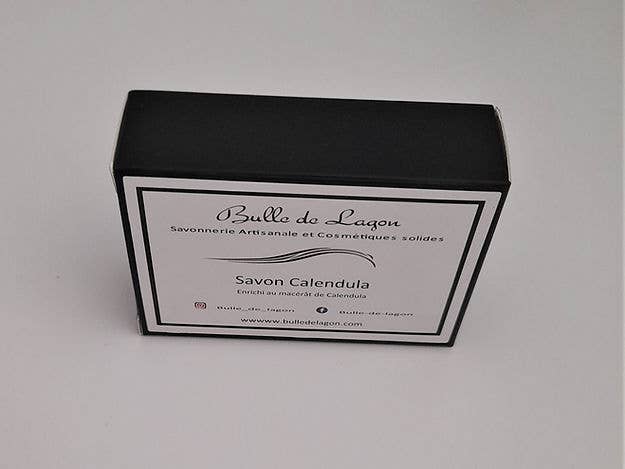 Bulle de Lagon
Savonnerie Artisanale et Cosmétiques solides
Savon Calendula
Enrichi au macérât de Calendula
Bulle_de_lagon Bulle-de-lagon
wwwww.bulledelagon.com